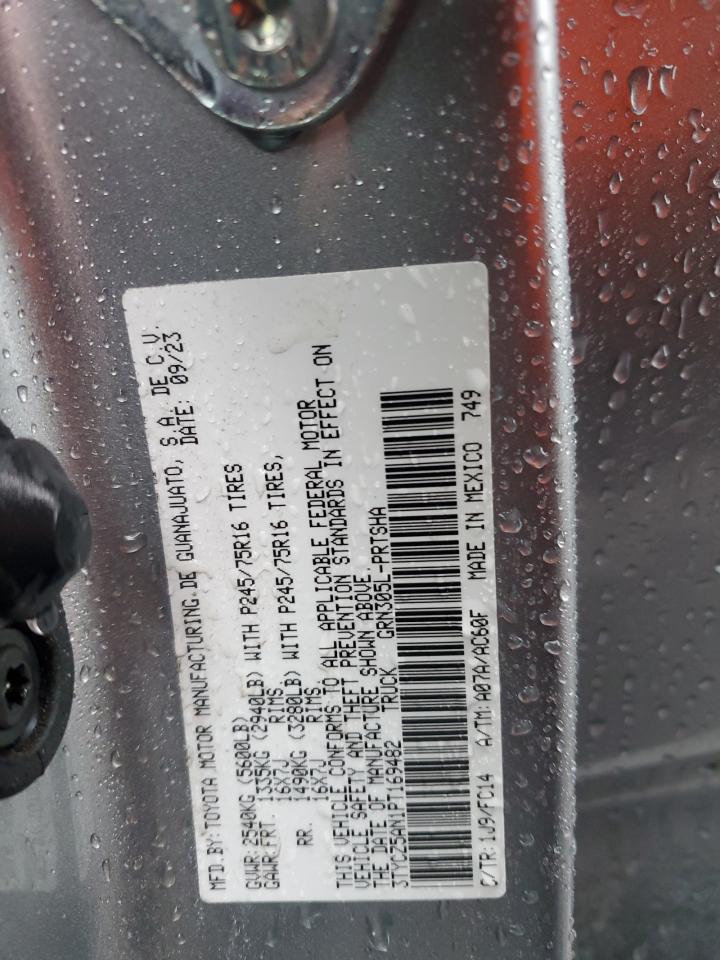 MFD.BY:TOYOTA MOTOR MANUFACTURING DE GUANAJUATO, S.A. DE C.V.
DATE: 09/23
GVWR:2540KG (5600LB)
GAWR:FRT. 1335KG (2940LB) WITH P245/75R16 TIRES
16X7J RIMS,
RR. 1490KG (3280LB) WITH P245/75R16 TIRES,
16X7J RIMS.
THIS VEHICLE CONFORMS TO ALL APPLICABLE FEDERAL MOTOR
VEHICLE SAFETY AND THEFT PREVENTION STANDARDS IN EFFECT ON
THE DATE OF MANUFACTURE SHOWN ABOVE.
3TYCZ5AN1PT169482 TRUCK GRN305L-PRTSHA
C/TR:1J9/FC14 A/TM:A07A/AC60F MADE IN MEXICO 749